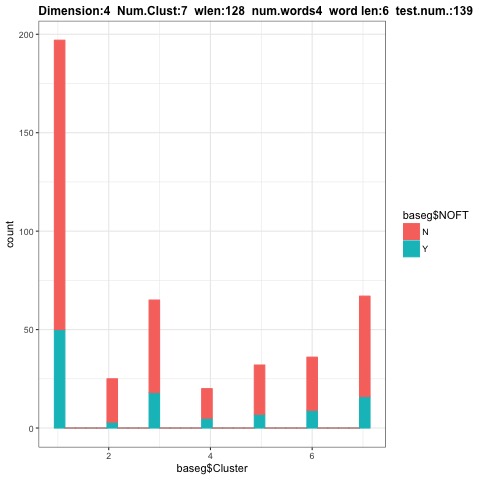 Dimension:4  Num.Clust:7  wlen:128  num.words4  word len:6  test.num.:139
200
150
100
50
0
count
2 4 6
baseg$Cluster
baseg$NOFT
N
Y